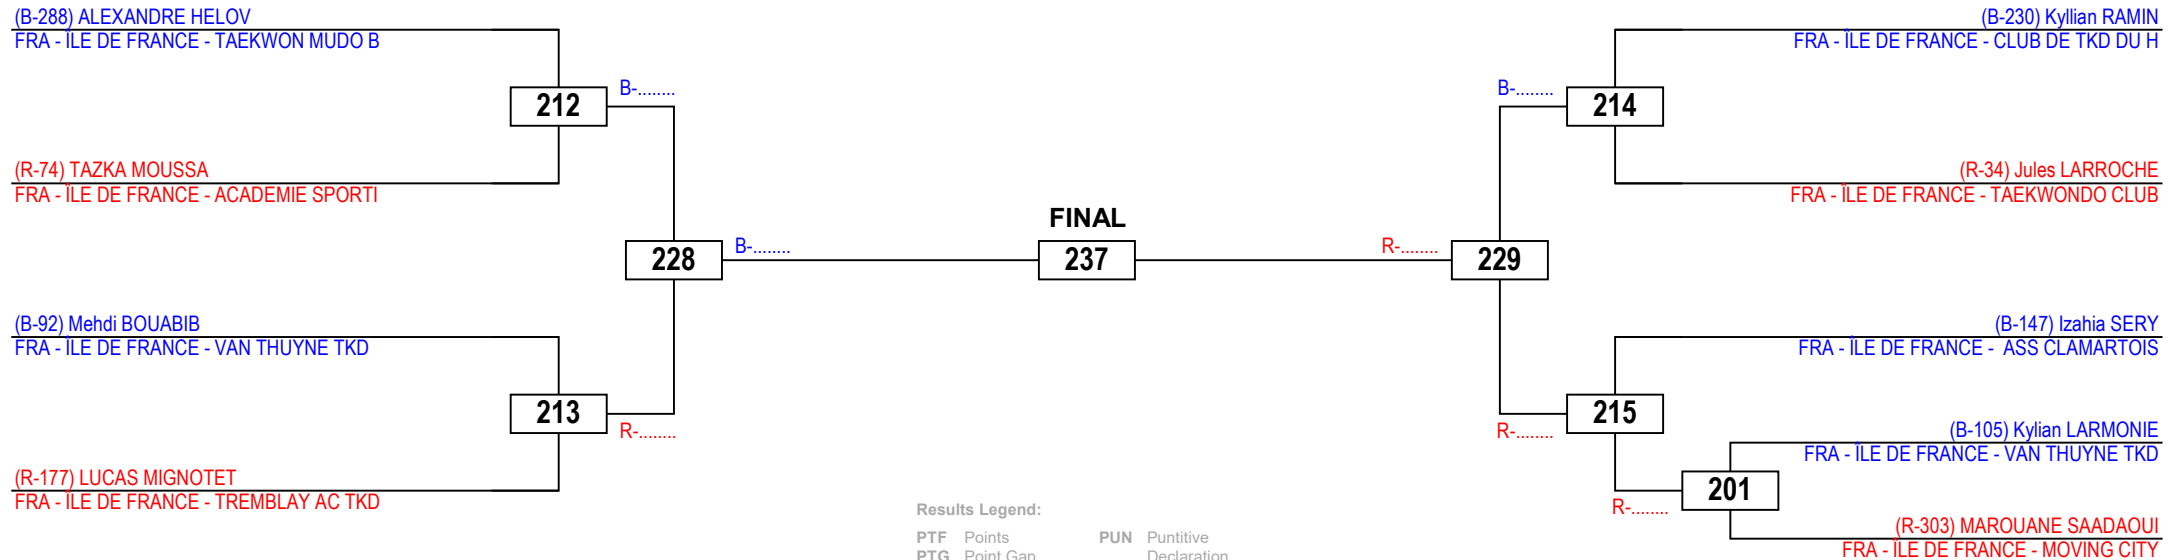 (B-288) ALEXANDRE HELOV
FRA - ÎLE DE FRANCE - TAEKWON MUDO B
212
B-........
(R-74) TAZKA MOUSSA
FRA - ÎLE DE FRANCE - ACADEMIE SPORTI
228
B-........
(B-92) Mehdi BOUABIB
FRA - ÎLE DE FRANCE - VAN THUYNE TKD
213
R-........
(R-177) LUCAS MIGNOTET
FRA - ÎLE DE FRANCE - TREMBLAY AC TKD
FINAL
237
(B-230) Kyllian RAMIN
FRA - ÎLE DE FRANCE - CLUB DE TKD DU H
B-........
214
(R-34) Jules LARROCHE
FRA - ÎLE DE FRANCE - TAEKWONDO CLUB
R-........
229
(B-147) Izahia SERY
FRA - ÎLE DE FRANCE -  ASS CLAMARTOIS
R-........
215
(B-105) Kylian LARMONIE
FRA - ÎLE DE FRANCE - VAN THUYNE TKD
R-........
201
(R-303) MAROUANE SAADAOUI
FRA - ÎLE DE FRANCE - MOVING CITY
Results Legend:
PTF Points PUN Puntitive
PTG Point Gap Declaration